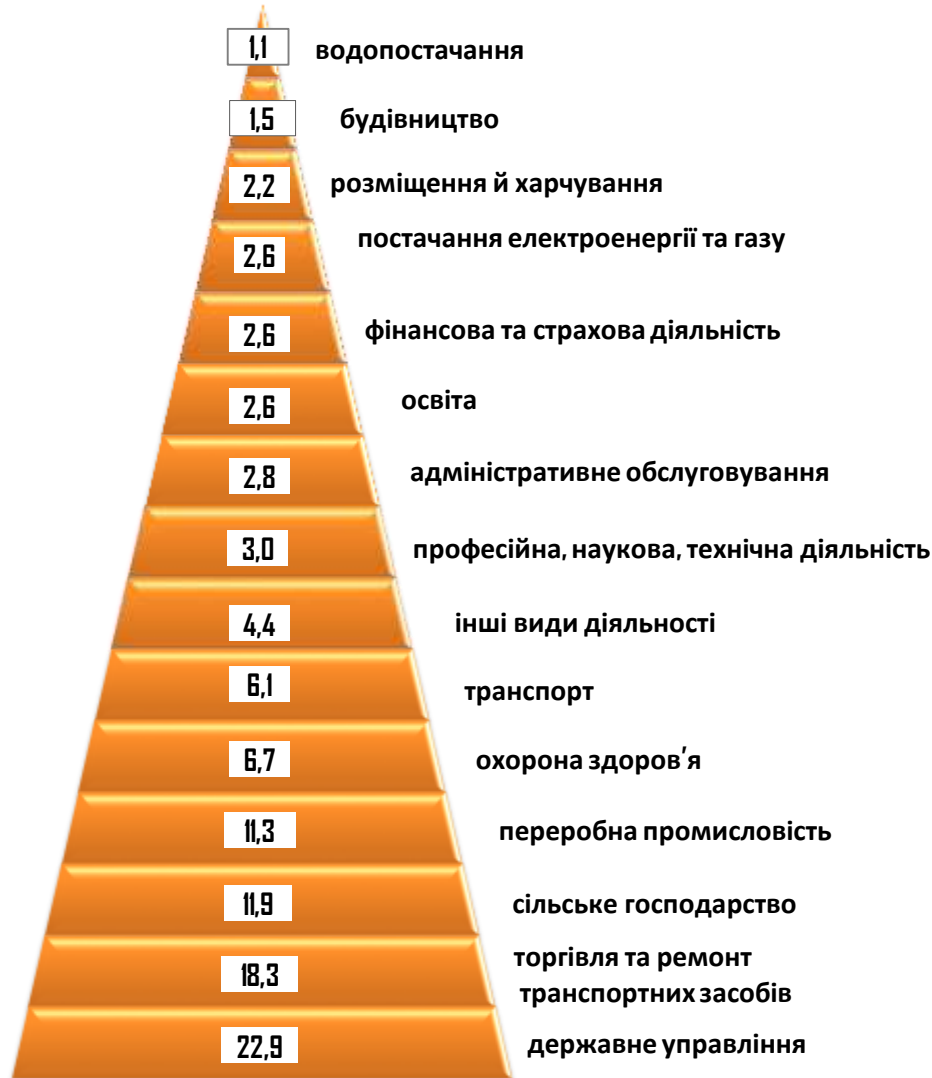 1,1 водопостачання
1,5 будівництво
2,2 розміщення й харчування
2,6 постачання електроенергії та газу
2,6 фінансова та страхова діяльність
2,6 освіта
2,8 адміністративне обслуговування
3,0 професійна, наукова, технічна діяльність
4,4 інші види діяльності
6,1 транспорт
6,7 охорона здоров'я
11,3 переробна промисловість
11,9 сільське господарство
18,3 торгівля та ремонт
транспортних засобів
22,9 державне управління